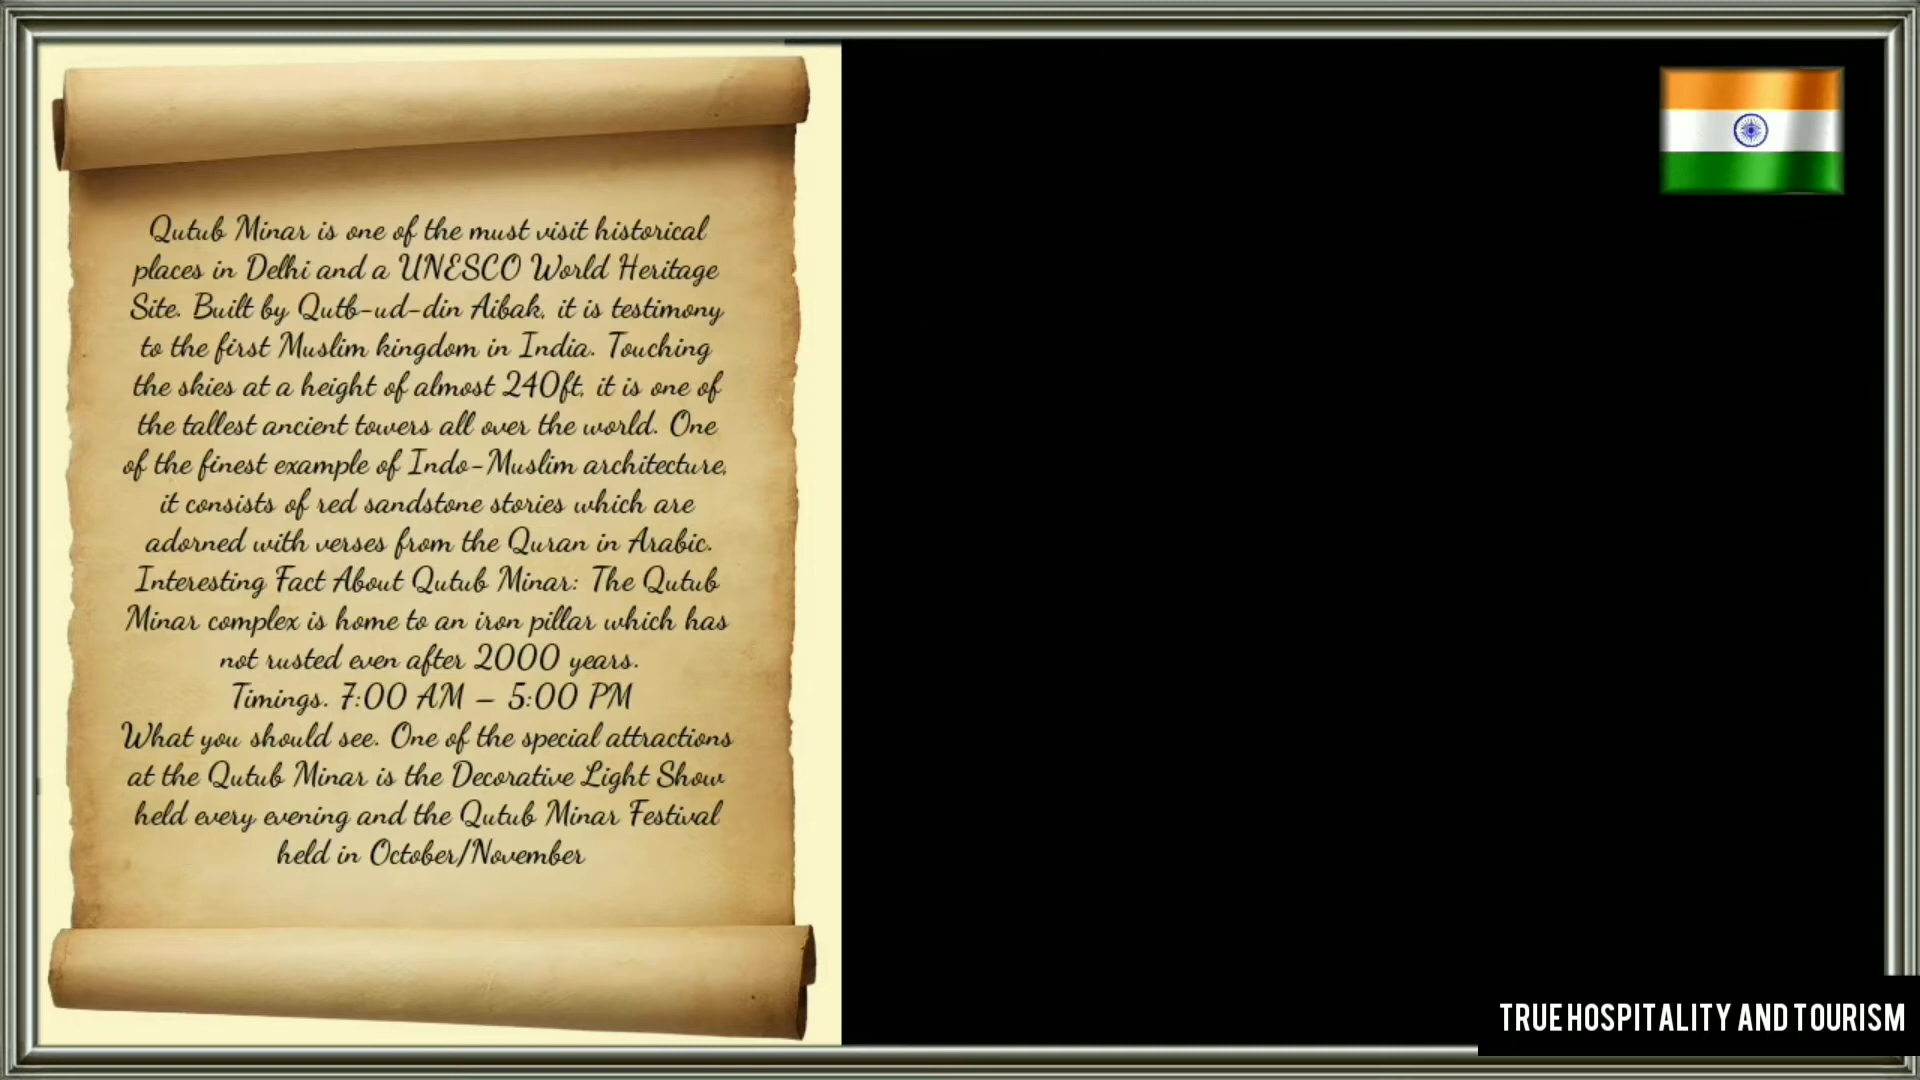 Qutub Minar is one of the must visit historical
places in Delhi and a UNESCO World Heritage
Site. Built by Qutb-ud-din Aibak, it is testimony
to the first Muslim kingdom in India. Touching
the skies at a height of almost 240ft, it is one of
the tallest ancient towers all over the world. One
of the finest example of Indo-Muslim architecture,
it consists of red sandstone stories which are
adorned with verses from the Quran in Arabic.
Interesting Fact About Qutub Minar: The Qutub
Minar complex is home to an iron pillar which has
not rusted even after 2000 years.
Timings. 7:00 AM – 5:00 PM
What you should see. One of the special attractions
at the Qutub Minar is the Decorative Light Show
held every evening and the Qutub Minar Festival
held in October/November
TRUE HOSPITALITY AND TOURISM